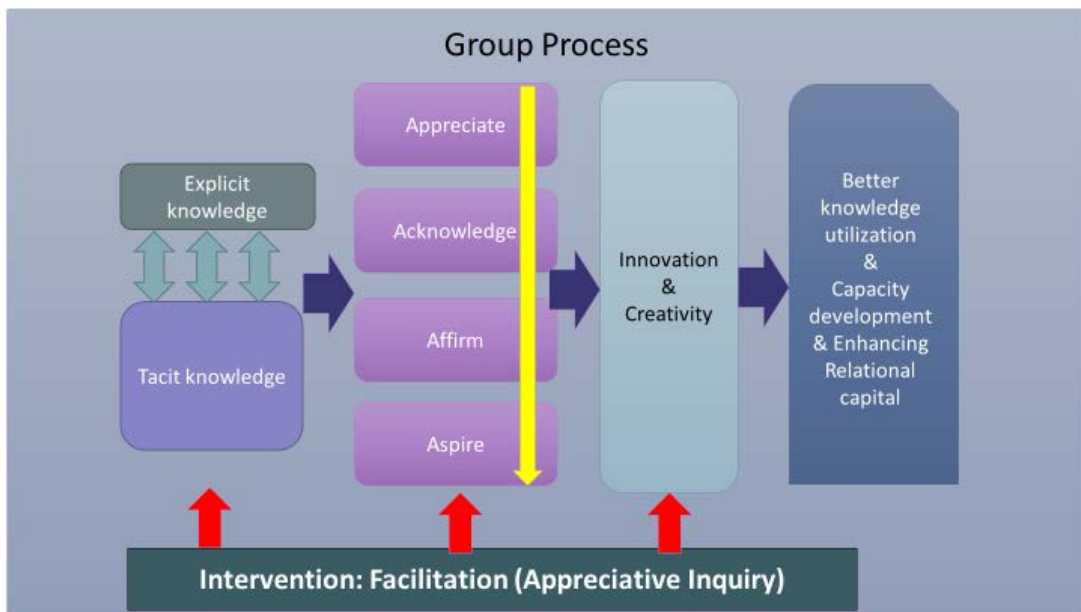 Group Process
Explicit
knowledge
Tacit knowledge
Appreciate
Acknowledge
Affirm
Aspire
Innovation
&
Creativity
Better
knowledge
utilization
&
Capacity
development
& Enhancing
Relational
capital
Intervention: Facilitation (Appreciative Inquiry)